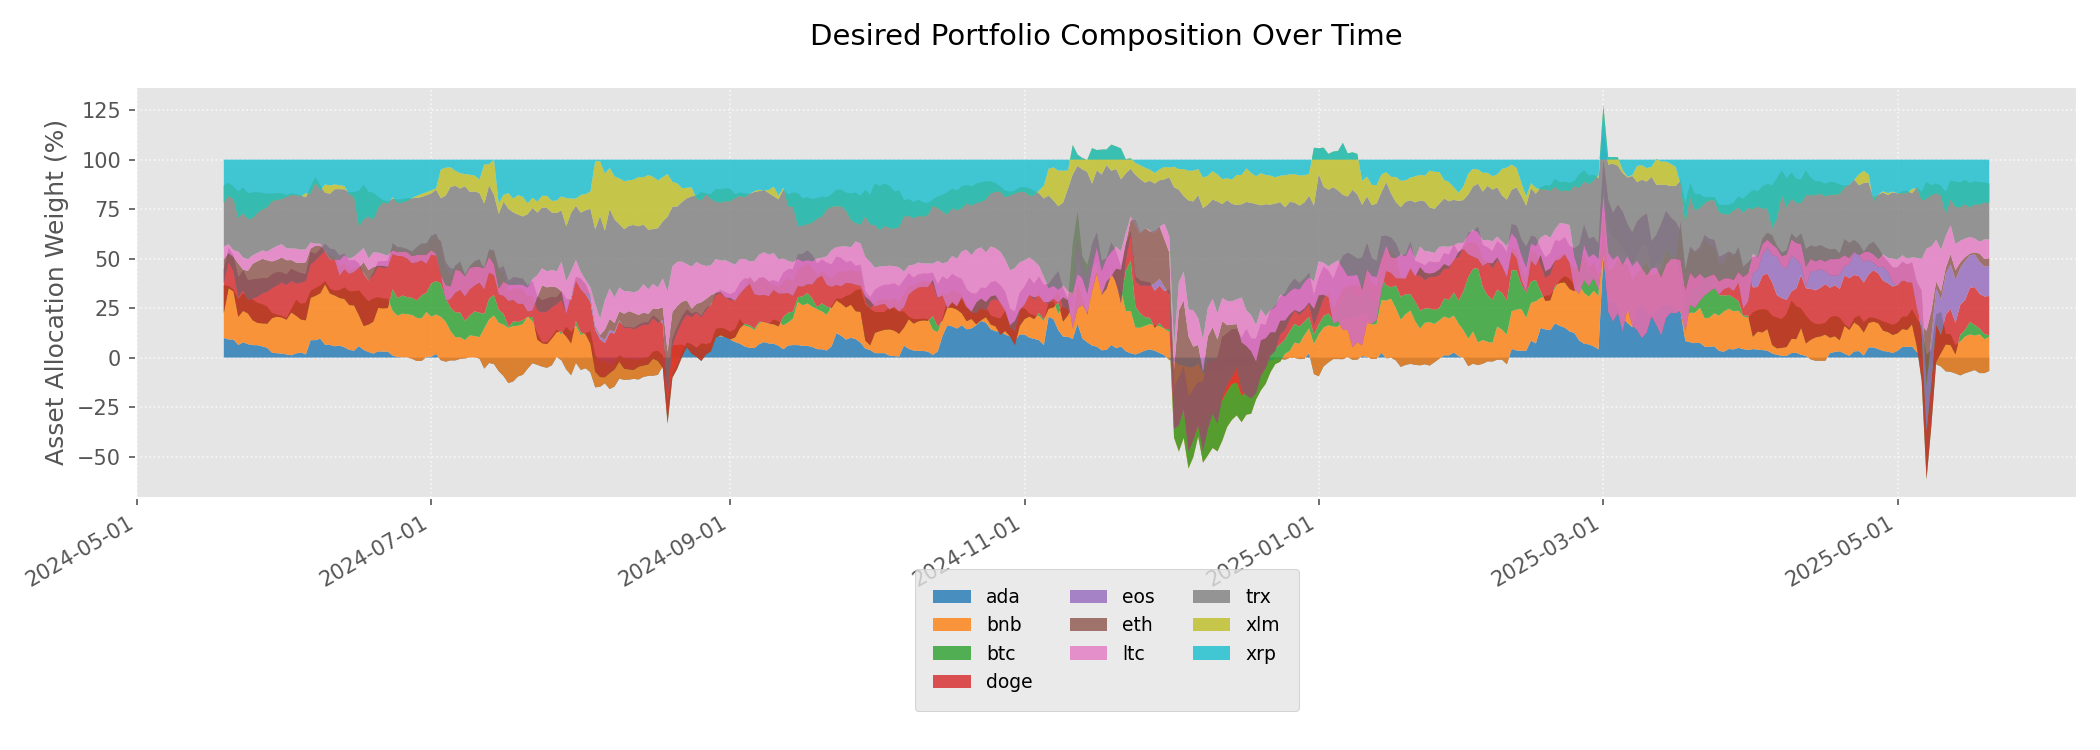 Desired Portfolio Composition Over Time
Asset Allocation Weight (%)
125
100
75
50
25
0
−25
−50
2024-05-01
2024-07-01
2024-09-01
2024-11-01
2025-01-01
2025-03-01
2025-05-01
ada
bnb
btc
doge
eos
eth
ltc
trx
xlm
xrp